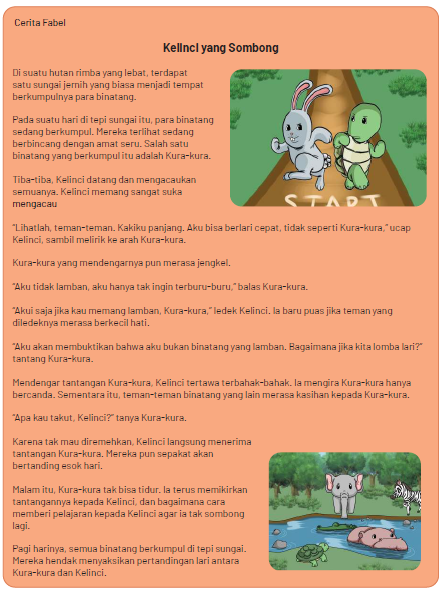 Cerita Fabel
Kelinci yang Sombong
Di suatu hutan rimba yang lebat, terdapat
satu sungai jernih yang biasa menjadi tempat
berkumpulnya para binatang.
Pada suatu hari di tepi sungai itu, para binatang
sedang berkumpul. Mereka terlihat sedang
berbincang dengan amat seru. Salah satu
binatang yang berkumpul itu adalah Kura-kura.
Tiba-tiba, Kelinci datang dan mengacaukan
semuanya. Kelinci memang sangat suka
mengacau
START
"Lihatlah, teman-teman. Kakiku panjang. Aku bisa berlari cepat, tidak seperti Kura-kura," ucap
Kelinci, sambil melirik ke arah Kura-kura.
Kura-kura yang mendengarnya pun merasa jengkel.
"Aku tidak lamban, aku hanya tak ingin terburu-buru," balas Kura-kura.
"Akui saja jika kau memang lamban, Kura-kura," ledek Kelinci. Ia baru puas jika teman yang
diledeknya merasa berkecil hati.
"Aku akan membuktikan bahwa aku bukan binatang yang lamban. Bagaimana jika kita lomba lari?"
tantang Kura-kura.
Mendengar tantangan Kura-kura, Kelinci tertawa terbahak-bahak. Ia mengira Kura-kura hanya
bercanda. Sementara itu, teman-teman binatang yang lain merasa kasihan kepada Kura-kura.
"Apa kau takut, Kelinci?" tanya Kura-kura.
Karena tak mau diremehkan, Kelinci langsung menerima
tantangan Kura-kura. Mereka pun sepakat akan
bertanding esok hari.
Malam itu, Kura-kura tak bisa tidur. Ia terus memikirkan
tantangannya kepada Kelinci, dan bagaimana cara
memberi pelajaran kepada Kelinci agar ia tak sombong
lagi.
Pagi harinya, semua binatang berkumpul di tepi sungai.
Mereka hendak menyaksikan pertandingan lari antara
Kura-kura dan Kelinci.